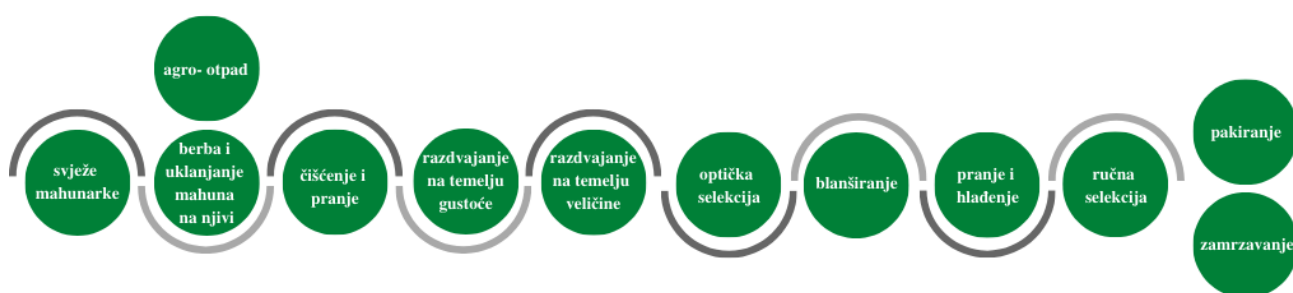 agro- otpad
svježe
mahunarke
berba i
uklanjanje
mahuna
na njivi
čišćenje i
pranje
razdvajanje
na temelju
gustoće
razdvajanje
na temelju
veličine
optička
selekcija
blanširanje
pranje i
hlađenje
ručna
selekcija
pakiranje
zamrzavanje